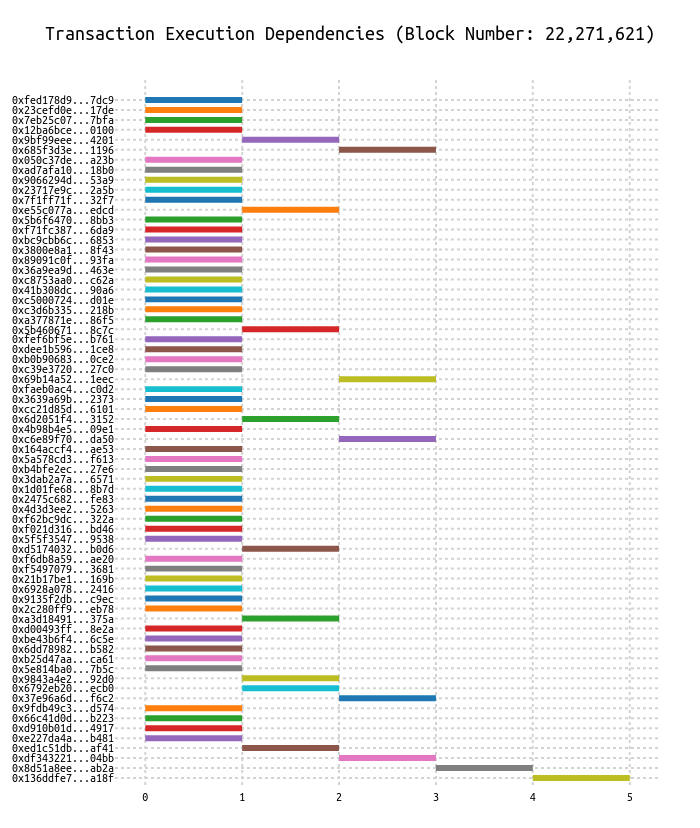 Transaction Execution Dependencies (Block Number: 22,271,621)
0xfed178d9...7dc9
0x23cefd0e...17de
0x7eb25c07...7bfa
0x12ba6bce...0100
0x9bf99eee...4201
0x685f3d3e...1196
0x050c37de...a23b
0xad7afa10...18b0
0x9066294d...53a9
0x23717e9c...2a5b
0x7f1ff71f...32f7
0xe55c077a...edcd
0x5b6f6470...8bb3
0xf71fc387...6da9
0xbc9cbb6c...6853
0x3800e8a1...8f43
0x89091c0f...93fa
0x36a9ea9d...463e
0xc8753aa0...c62a
0x41b308dc...90a6
0xc5000724...d01e
0xc3d6b335...218b
0xa377871e...86f5
0x5b460671...8c7c
0xfef6bf5e...b761
0xdee1b596...1ce8
0xb0b90683...0ce2
0xc39e3720...27c0
0x69b14a52...1eec
0xfaeb0ac4...c0d2
0x3639a69b...2373
0xcc21d85d...6101
0x6d2051f4...3152
0x4b98b4e5...09e1
0xc6e89f70...da50
0x164accf4...ae53
0x5a578cd3...f613
0xb4bfe2ec...27e6
0x3dab2a7a...6571
0x1d01fe68...8b7d
0x2475c682...fe83
0x4d3d3ee2...5263
0xf62bc9dc...322a
0xf021d316...bd46
0x5f5f3547...9538
0xd5174032...b0d6
0xf6db8a59...ae20
0xf5497079...3681
0x21b17be1...169b
0x6928a078...2416
0x9135f2db...c9ec
0x2c280ff9...eb78
0xa3d18491...375a
0xd00493ff...8e2a
0xbe43b6f4...6c5e
0x6dd78982...b582
0xb25d47aa...ca61
0x5e814ba0...7b5c
0x9843a4e2...92d0
0x6792eb20...ecb0
0x37e96a6d...f6c2
0x9fdb49c3...d574
0x66c41d0d...b223
0xd910b01d...4917
0xe227da4a...b481
0xed1c51db...af41
0xdf343221...04bb
0x8d51a8ee...ab2a
0x136ddfe7...a18f
0 1 2 3 4 5